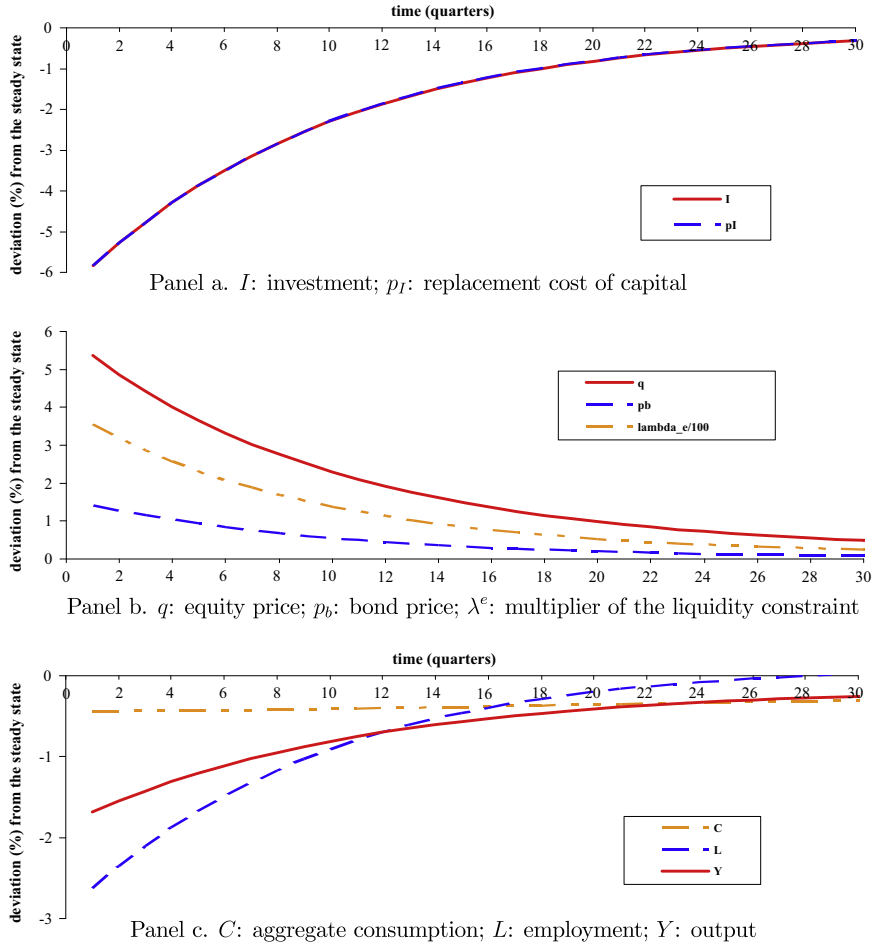 time (quarters)
deviation (%) from the steady state
0
-1
-2
-3
-4
-5
-6
0 2 4 6 8 10 12 14 16 18 20 22 24 26 28 30
I
pI
Panel a. I: investment; p_I: replacement cost of capital
deviation (%) from the steady state
6
5
4
3
2
1
0
q
pb
lambda_e/100
0 2 4 6 8 10 12 14 16 18 20 22 24 26 28 30
Panel b. q: equity price; p_b: bond price; λ^e: multiplier of the liquidity constraint
time (quarters)
deviation (%) from the steady state
0
-1
-2
-3
0 2 4 6 8 10 12 14 16 18 20 22 24 26 28 30
C
L
Y
Panel c. C: aggregate consumption; L: employment; Y: output